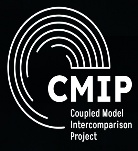 CMIP
Coupled Model
Intercomparison
Project